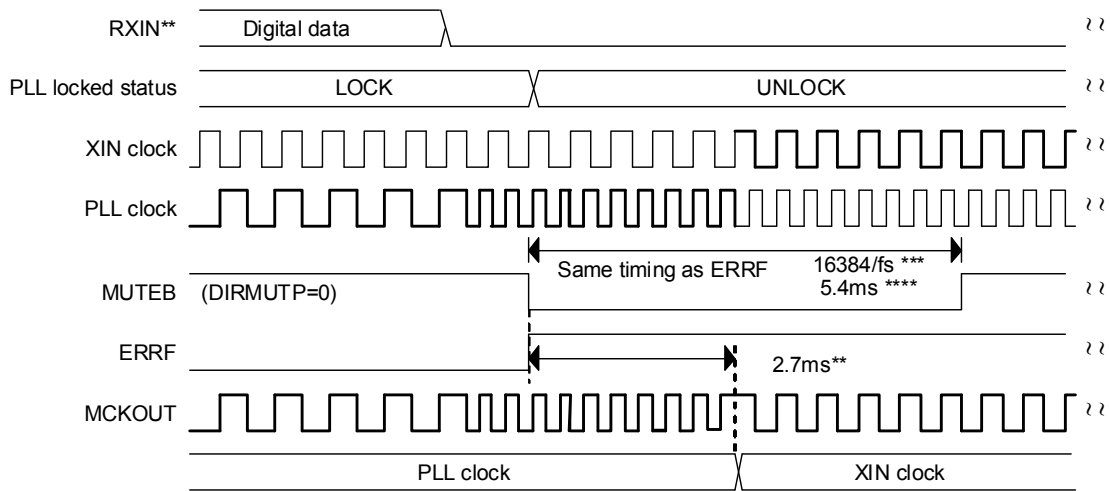 RXIN**
Digital data
PLL locked status
LOCK
UNLOCK
XIN clock
PLL clock
Same timing as ERRF
16384/fs ***
5.4ms ****
MUTEB
(DIRMUTP=0)
ERRF
2.7ms**
MCKOUT
PLL clock
XIN clock